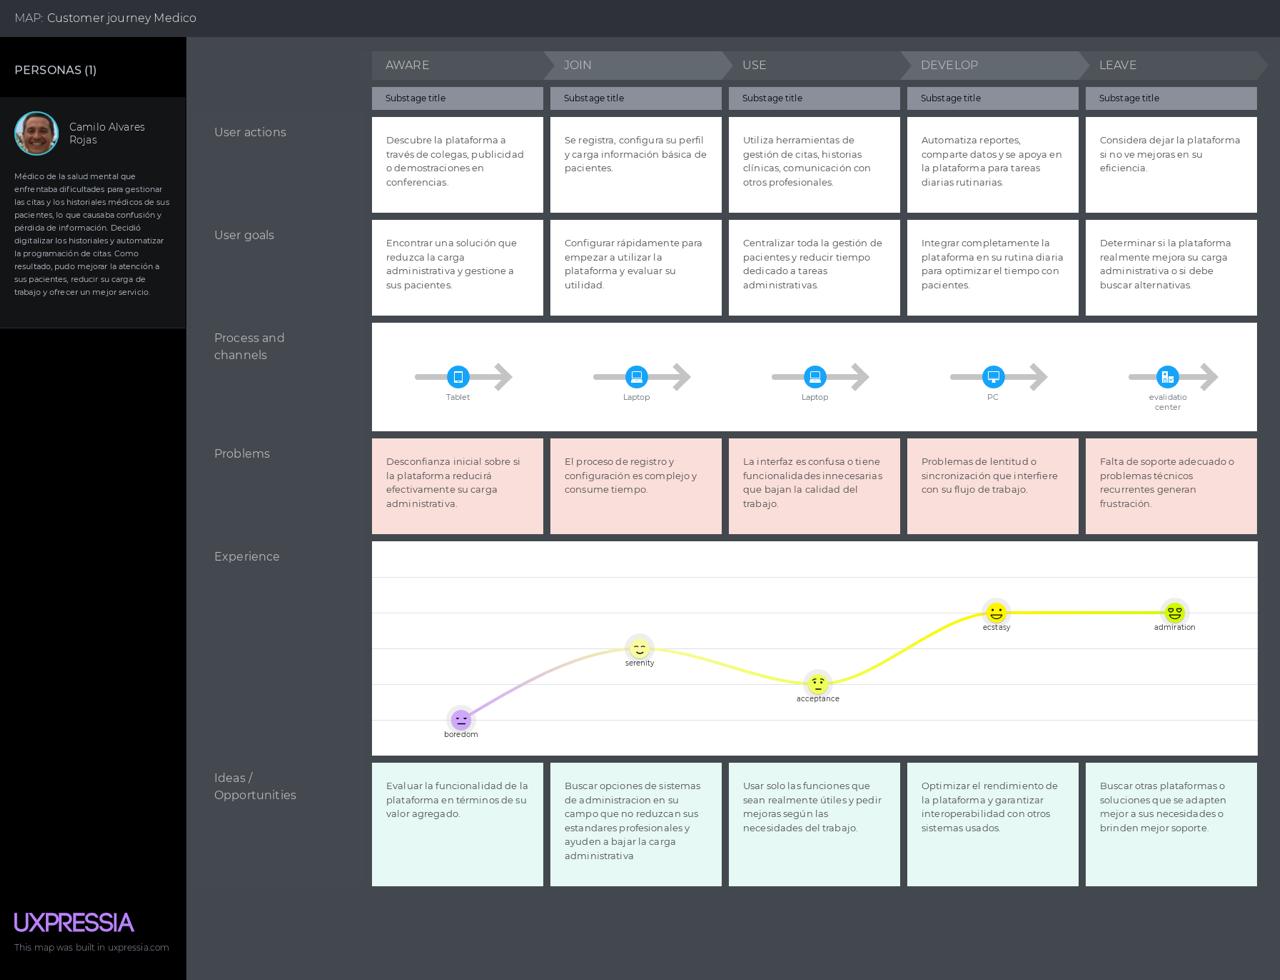 MAP: Customer journey Medico
PERSONAS (1)
Camilo Alvares
Rojas
Médico de la salud mental que
enfrentaba dificultades para gestionar
las citas y los historiales médicos de sus
pacientes, lo que causaba confusión y
pérdida de información. Decidió
digitalizar los historiales y automatizar
la programación de citas. Como
resultado, pudo mejorar la atención a
sus pacientes, reducir su carga de
trabajo y ofrecer un mejor servicio.
AWARE
JOIN
USE
DEVELOP
LEAVE
Substage title
Substage title
Substage title
Substage title
Substage title
User actions
Descubre la plataforma a
través de colegas, publicidad
o demostraciones en
conferencias.
Se registra, configura su perfil
y carga información básica de
pacientes.
Utiliza herramientas de
gestión de citas, historias
clínicas, comunicación con
otros profesionales.
Automatiza reportes,
comparte datos y se apoya en
la plataforma para tareas
diarias rutinarias.
Considera dejar la plataforma
si no ve mejoras en su
eficiencia.
User goals
Encontrar una solución que
reduzca la carga
administrativa y gestione a
sus pacientes.
Configurar rápidamente para
empezar a utilizar la
plataforma y evaluar su
utilidad.
Centralizar toda la gestión de
pacientes y reducir tiempo
dedicado a tareas
administrativas.
Integrar completamente la
plataforma en su rutina diaria
para optimizar el tiempo con
pacientes.
Determinar si la plataforma
realmente mejora su carga
administrativa o si debe
buscar alternativas.
Process and
channels
Tablet
Laptop
Laptop
PC
evalidatio
center
Problems
Desconfianza inicial sobre si
la plataforma reducirá
efectivamente su carga
administrativa.
El proceso de registro y
configuración es complejo y
consume tiempo.
La interfaz es confusa o tiene
funcionalidades innecesarias
que bajan la calidad del
trabajo.
Problemas de lentitud o
sincronización que interfiere
con su flujo de trabajo.
Falta de soporte adecuado o
problemas técnicos
recurrentes generan
frustración.
Experience
boredom
serenity
acceptance
ecstasy
admiration
Ideas /
Opportunities
Evaluar la funcionalidad de la
plataforma en términos de su
valor agregado.
Buscar opciones de sistemas
de administracion en su
campo que no reduzcan sus
estandares profesionales y
ayuden a bajar la carga
administrativa
Usar solo las funciones que
sean realmente útiles y pedir
mejoras según las
necesidades del trabajo.
Optimizar el rendimiento de
la plataforma y garantizar
interoperabilidad con otros
sistemas usados.
Buscar otras plataformas o
soluciones que se adapten
mejor a sus necesidades o
brinden mejor soporte.
UXPRESSIA
This map was built in uxpressia.com